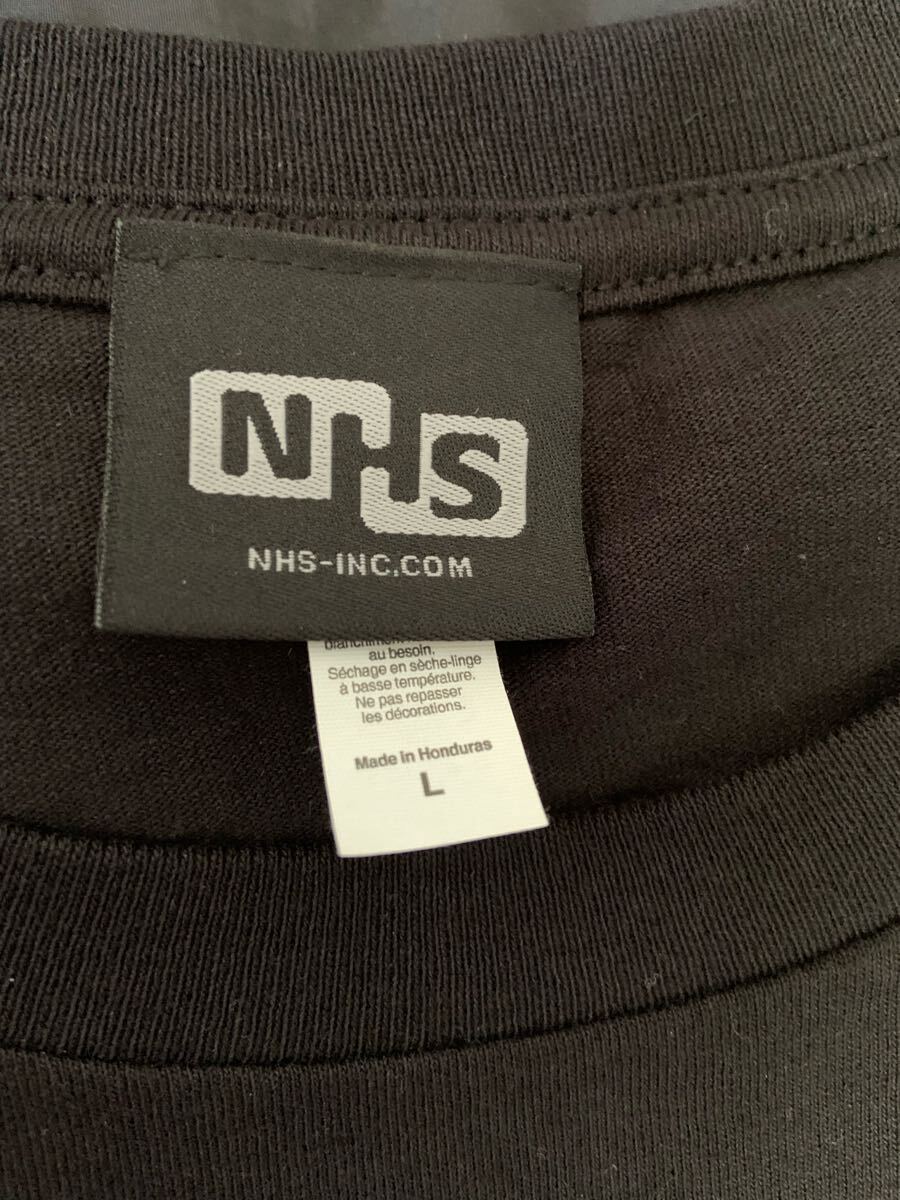 NHS
NHS-INC.COM
au besoin.
Séchage en sèche-linge
à basse température.
Ne pas repasser
les décorations.
Made in Honduras
L